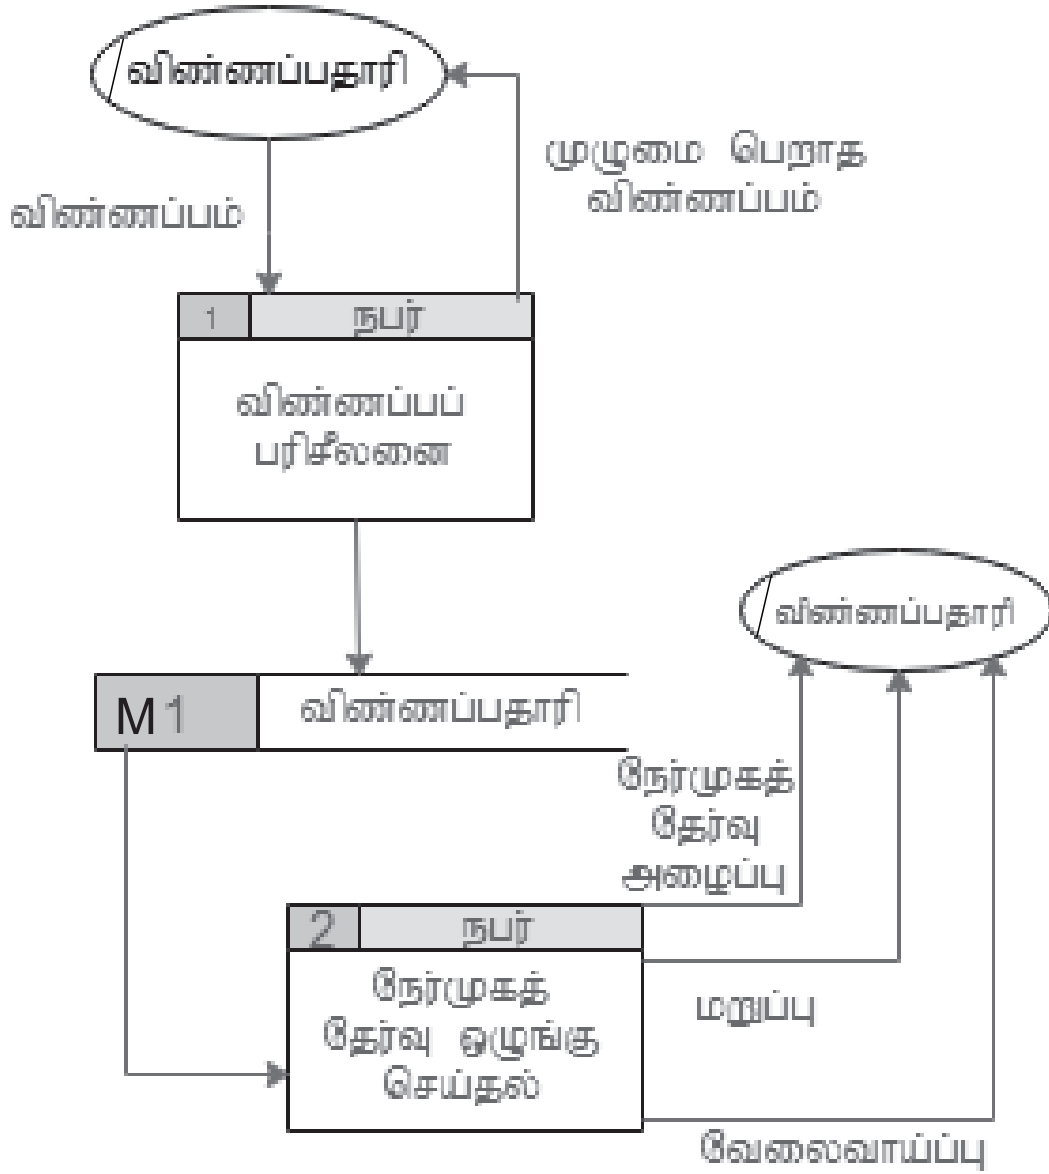 விண்ணப்பதாரி
முழுமை பெறாத
விண்ணப்பம்
விண்ணப்பம்
1 நபர்
விண்ணப்பப்
பரிசீலனை
விண்ணப்பதாரி
M 1 விண்ணப்பதாரி
நேர்முகத்
தேர்வு
அழைப்பு
2 நபர்
நேர்முகத்
தேர்வு ஒழுங்கு
செய்தல்
மறுப்பு
வேலைவாய்ப்பு